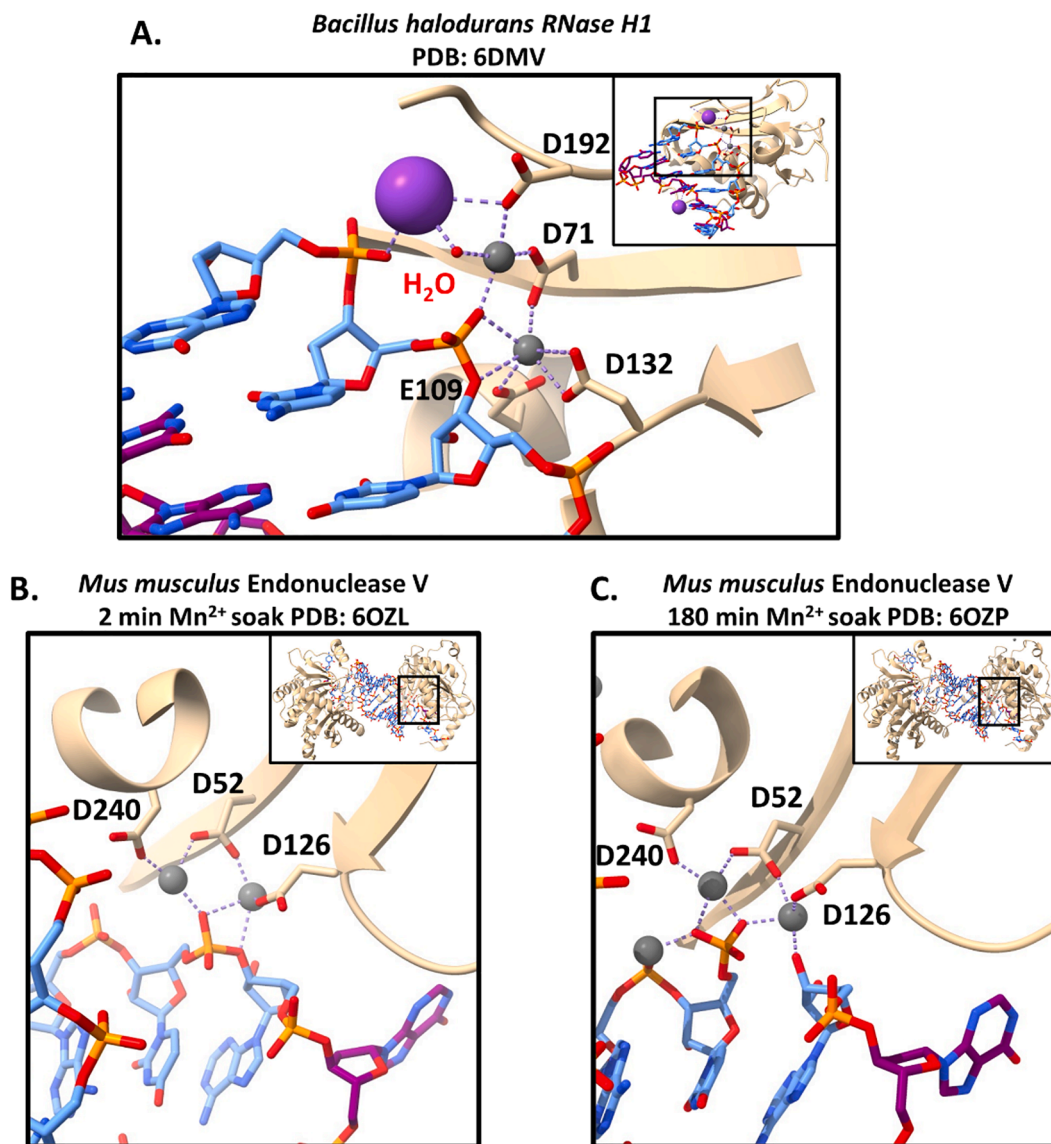 A.
Bacillus halodurans RNase H1
PDB: 6DMV
D192
D71
H₂O
E109
D132
B.
Mus musculus Endonuclease V
2 min Mn²⁺ soak PDB: 6OZL
D52
D240
D126
C.
Mus musculus Endonuclease V
180 min Mn²⁺ soak PDB: 6OZP
D52
D240
D126